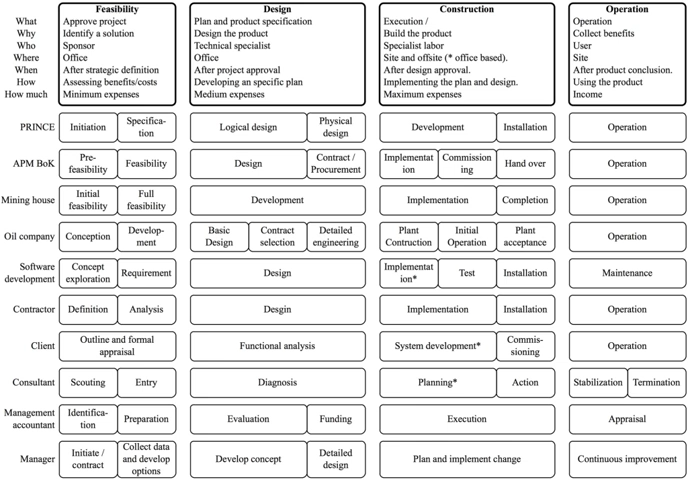 Feasibility Design Construction Operation
What Approve project Plan and product specification Execution / Operation
Why Identify a solution Design the product Build the product Collect benefits
Who Sponsor Technical specialist Specialist labor User
Where Office Office Site and offsite (* office based). Site
When After strategic definition After project approval After design approval. After product conclusion.
How Assessing benefits/costs Developing an specific plan Implementing the plan and design. Using the product
How much Minimum expenses Medium expenses Maximum expenses Income
PRINCE Initiation Specifica-
tion Logical design Physical
design Development Installation Operation
APM BoK Pre-
feasibility Feasibility Design Contract /
Procurement Implementat
ion Commission
ing Hand over Operation
Mining house Initial
feasibility Full
feasibility Development Implementation Completion Operation
Oil company Conception Develop-
ment Basic
Design Contract
selection Detailed
engineering Plant
Contruction Initial
Operation Plant
acceptance Operation
Software
development Concept
exploration Requirement Design Implementat
ion* Test Installation Maintenance
Contractor Definition Analysis Desgin Implementation Installation Operation
Client Outline and formal
appraisal Functional analysis System development* Commis-
sioning Operation
Consultant Scouting Entry Diagnosis Planning* Action Stabilization Termination
Management
accountant Identifica-
tion Preparation Evaluation Funding Execution Appraisal
Manager Initiate /
contract Collect data
and develop
options Develop concept Detailed
design Plan and implement change Continuous improvement